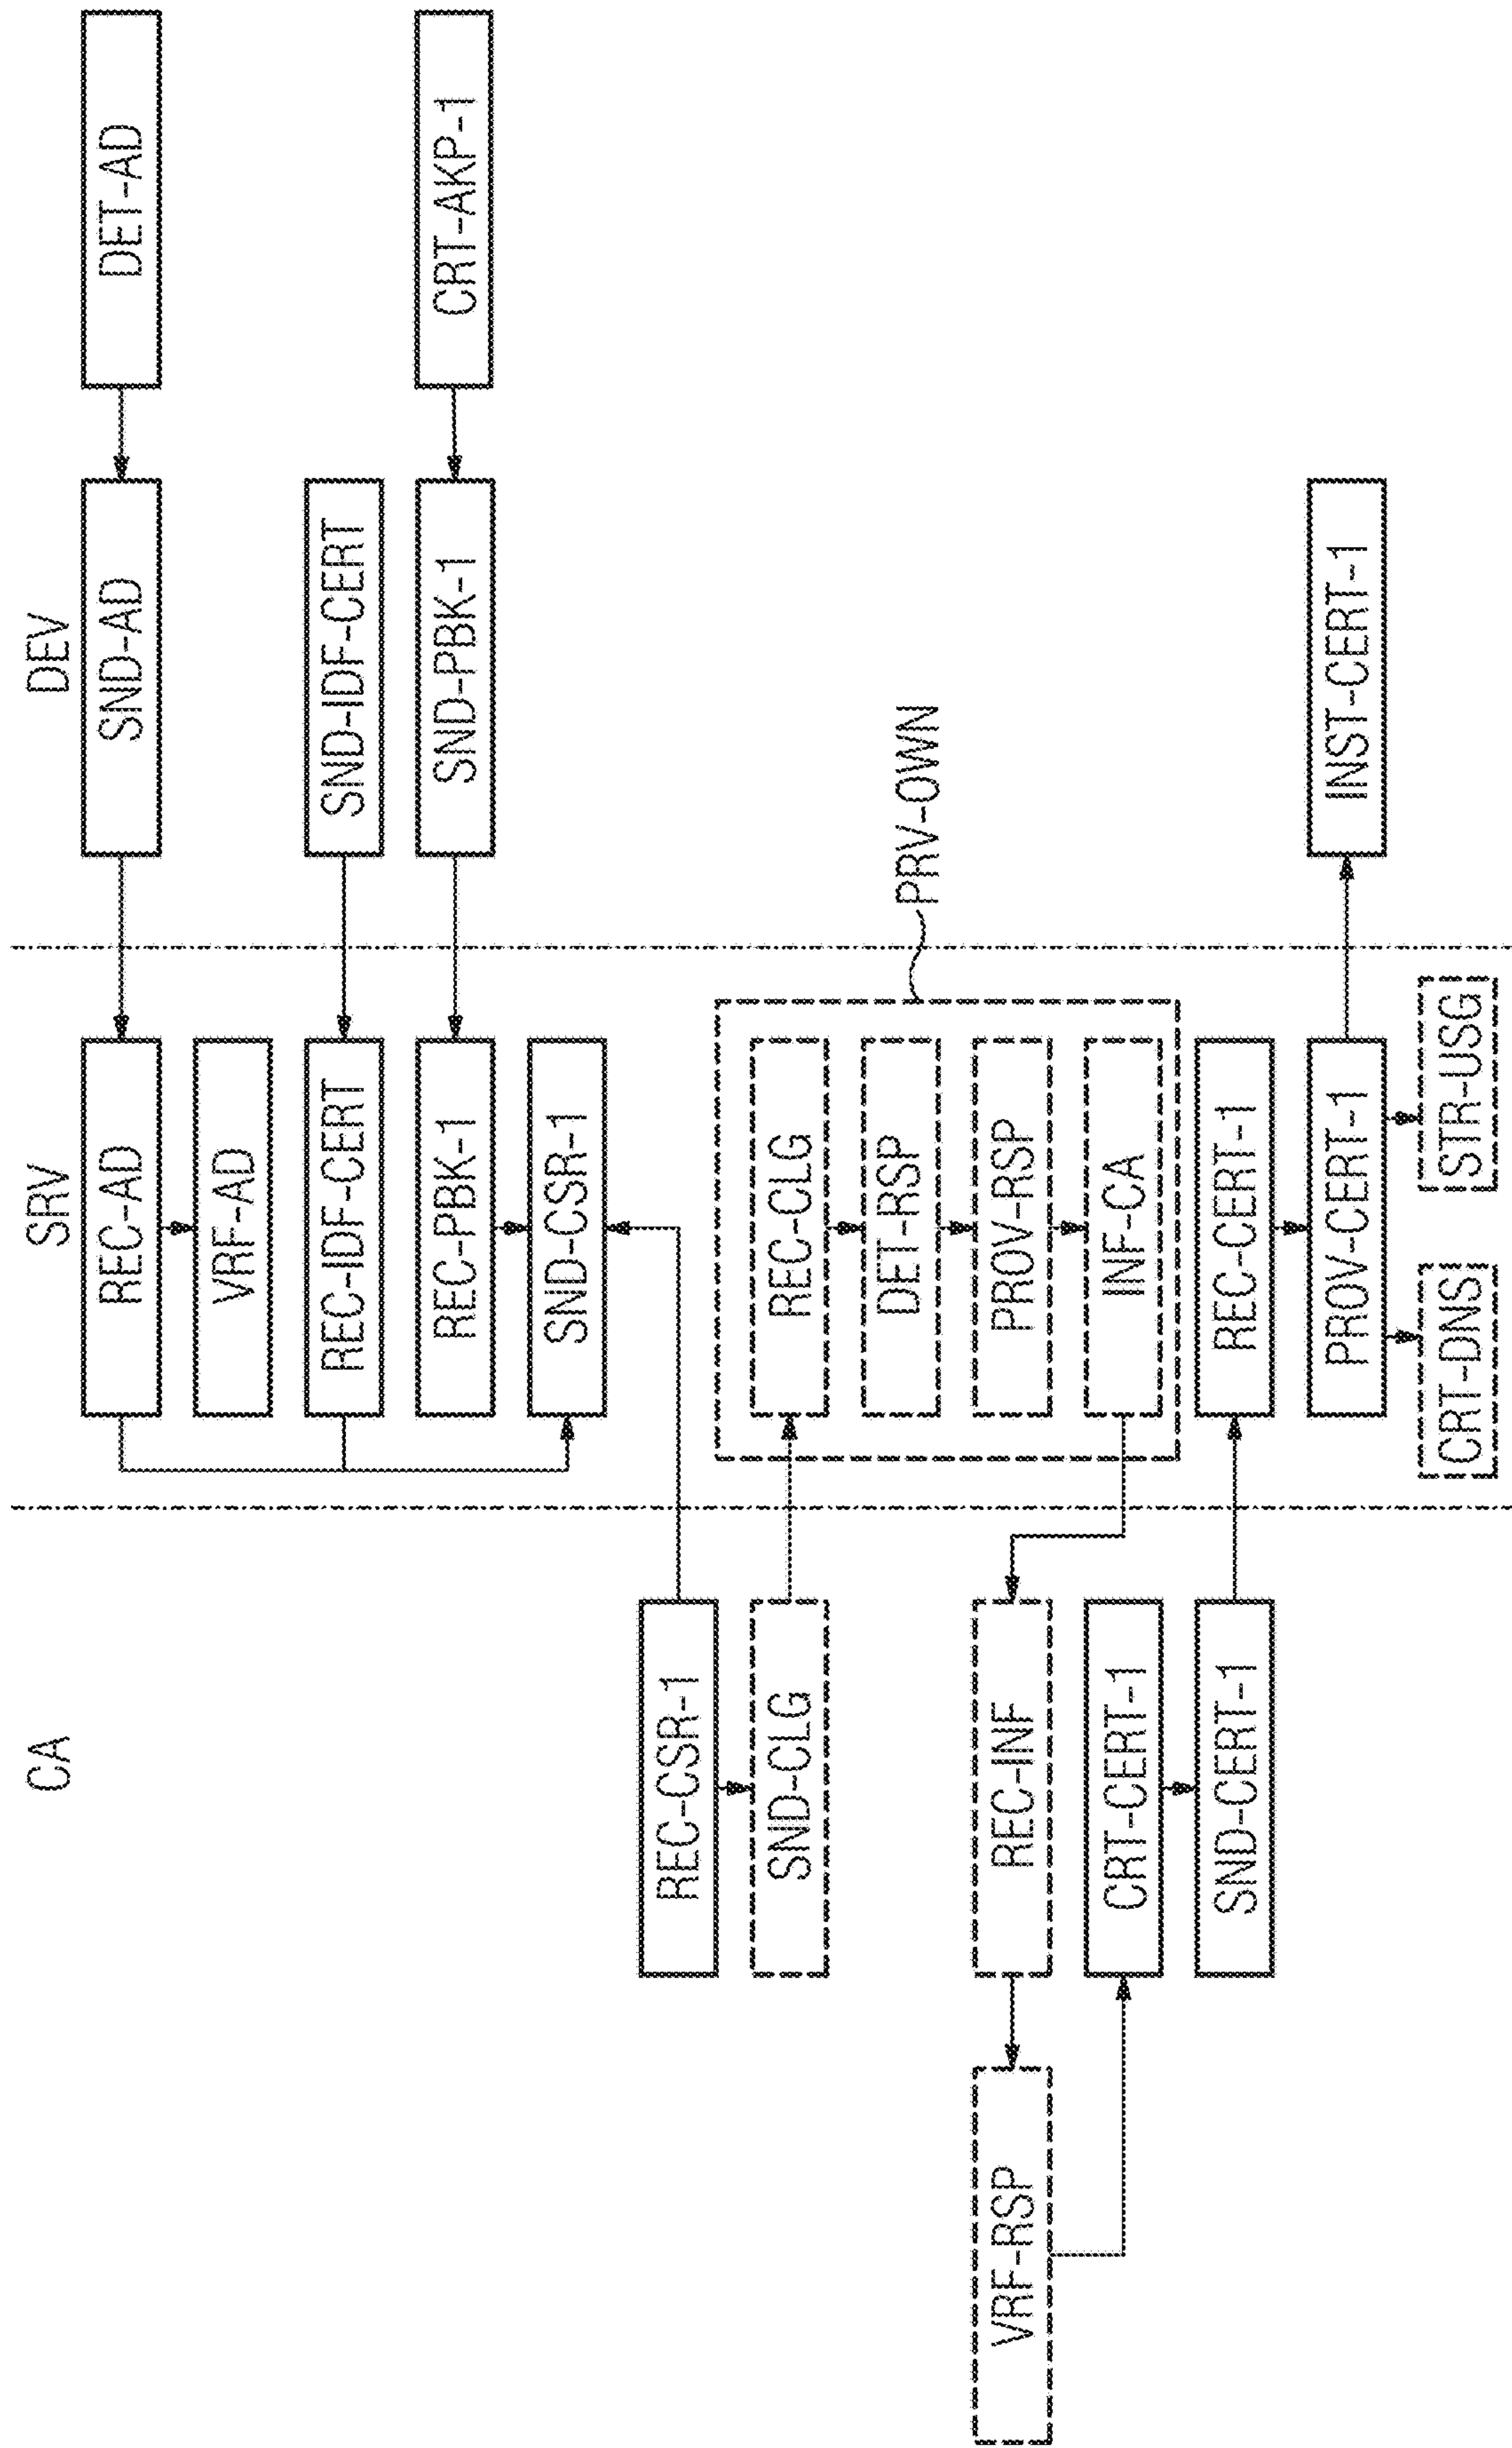 CA
SRV
DEV
REC-AD
SND-AD
DET-AD
VRF-AD
REC-IDF-CERT
SND-IDF-CERT
REC-PBK-1
SND-PBK-1
CRT-AKP-1
SND-CSR-1
REC-CSR-1
SND-CLG
REC-CLG
DET-RSP
PRV-OWN
VRF-RSP
REC-INF
PROV-RSP
CRT-CERT-1
INF-CA
SND-CERT-1
REC-CERT-1
PROV-CERT-1
INST-CERT-1
CRT-DNS
STR-USG